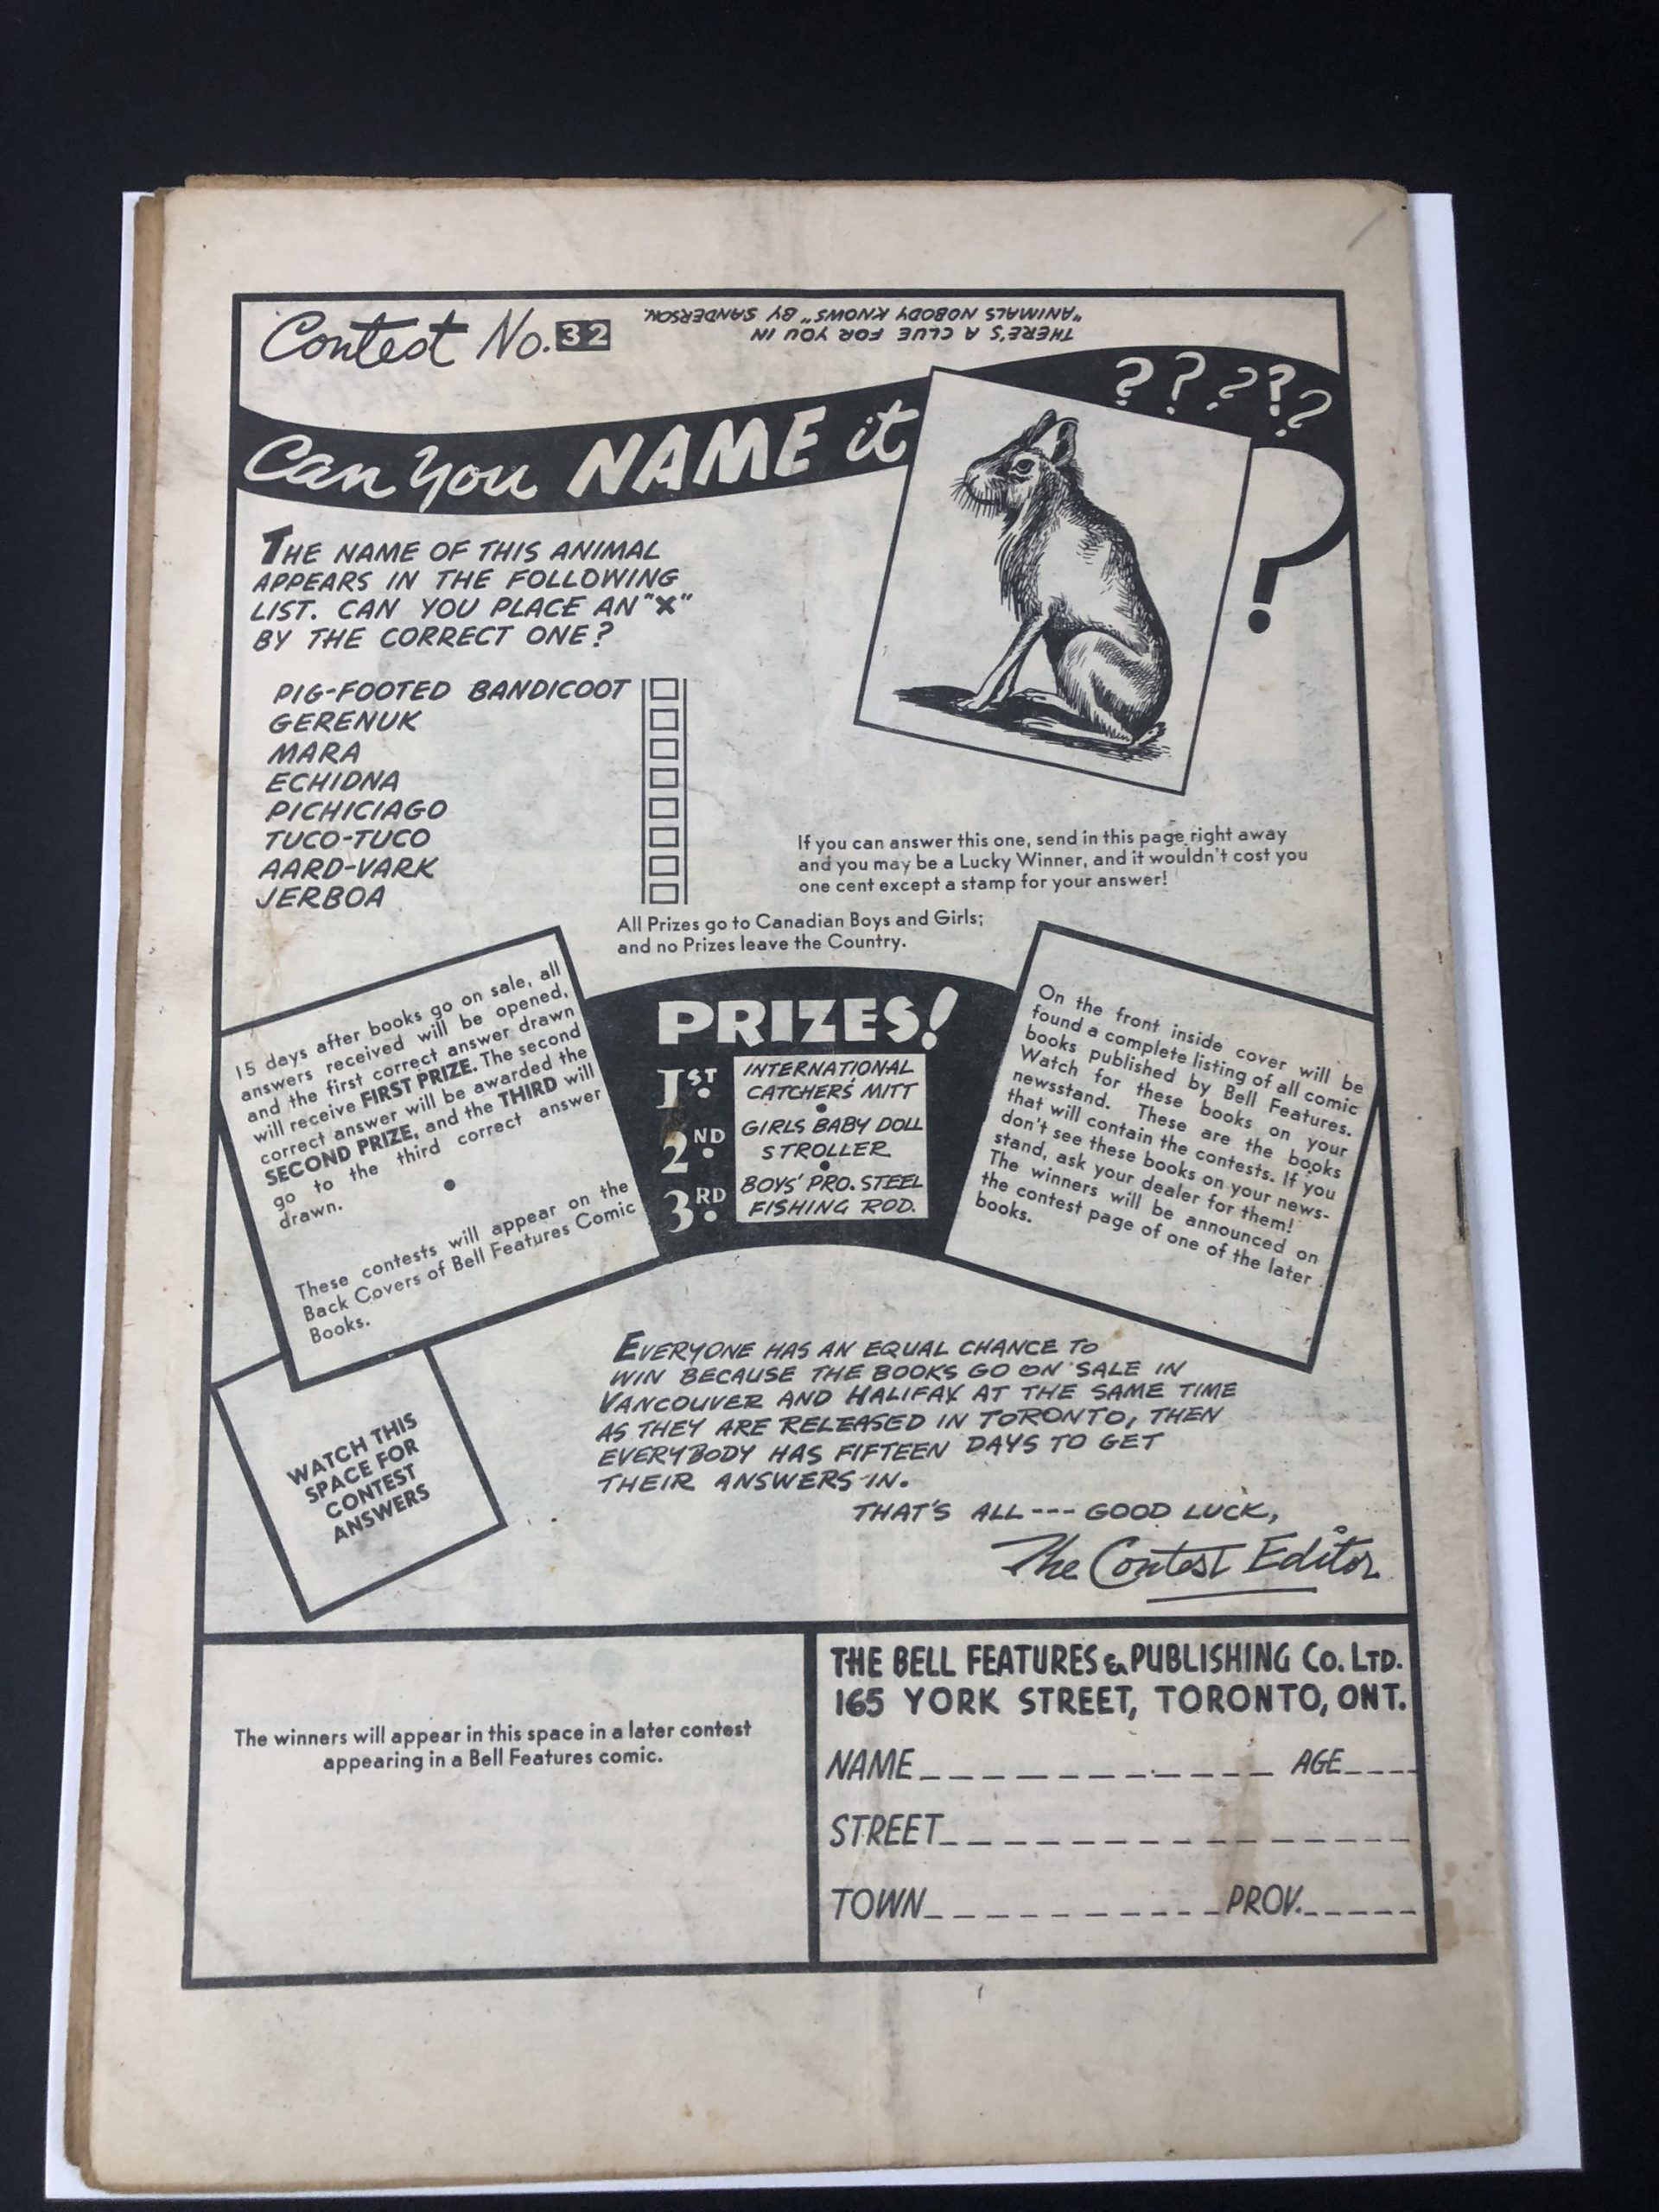 Contest No. 32
THERE'S A CLUE FOR YOU IN
"ANIMALS NOBODY KNOWS" BY SANDERSON.
Can You NAME it
? ? ? ? ?
?
THE NAME OF THIS ANIMAL
APPEARS IN THE FOLLOWING
LIST. CAN YOU PLACE AN "X"
BY THE CORRECT ONE?
PIG-FOOTED BANDICOOT
GERENUK
MARA
ECHIDNA
PICHICIAGO
TUCO-TUCO
AARD-VARK
JERBOA
If you can answer this one, send in this page right away
and you may be a Lucky Winner, and it wouldn't cost you
one cent except a stamp for your answer!
All Prizes go to Canadian Boys and Girls;
and no Prizes leave the Country.
15 days after books go on sale, all
answers received will be opened,
and the first correct answer drawn
will receive FIRST PRIZE. The second
correct answer will be awarded the
SECOND PRIZE, and the THIRD will
go to the third correct answer
drawn.
These contests will appear on the
Back Covers of Bell Features Comic
Books.
PRIZES!
1ST. INTERNATIONAL
CATCHERS' MITT
2ND. GIRLS BABY DOLL
STROLLER
3RD. BOYS' PRO. STEEL
FISHING ROD.
On the front inside cover will be
found a complete listing of all comic
books published by Bell Features.
Watch for these books on your
newsstand. These are the books
that will contain the contests. If you
don't see these books on your news-
stand, ask your dealer for them!
The winners will be announced on
the contest page of one of the later
books.
WATCH THIS
SPACE FOR
CONTEST
ANSWERS
EVERYONE HAS AN EQUAL CHANCE TO
WIN BECAUSE THE BOOKS GO ON SALE IN
VANCOUVER AND HALIFAX AT THE SAME TIME
AS THEY ARE RELEASED IN TORONTO, THEN
EVERYBODY HAS FIFTEEN DAYS TO GET
THEIR ANSWERS IN.
THAT'S ALL --- GOOD LUCK,
The Contest Editor
The winners will appear in this space in a later contest
appearing in a Bell Features comic.
THE BELL FEATURES & PUBLISHING Co. LTD.
165 YORK STREET, TORONTO, ONT.
NAME AGE
STREET
TOWN PROV.